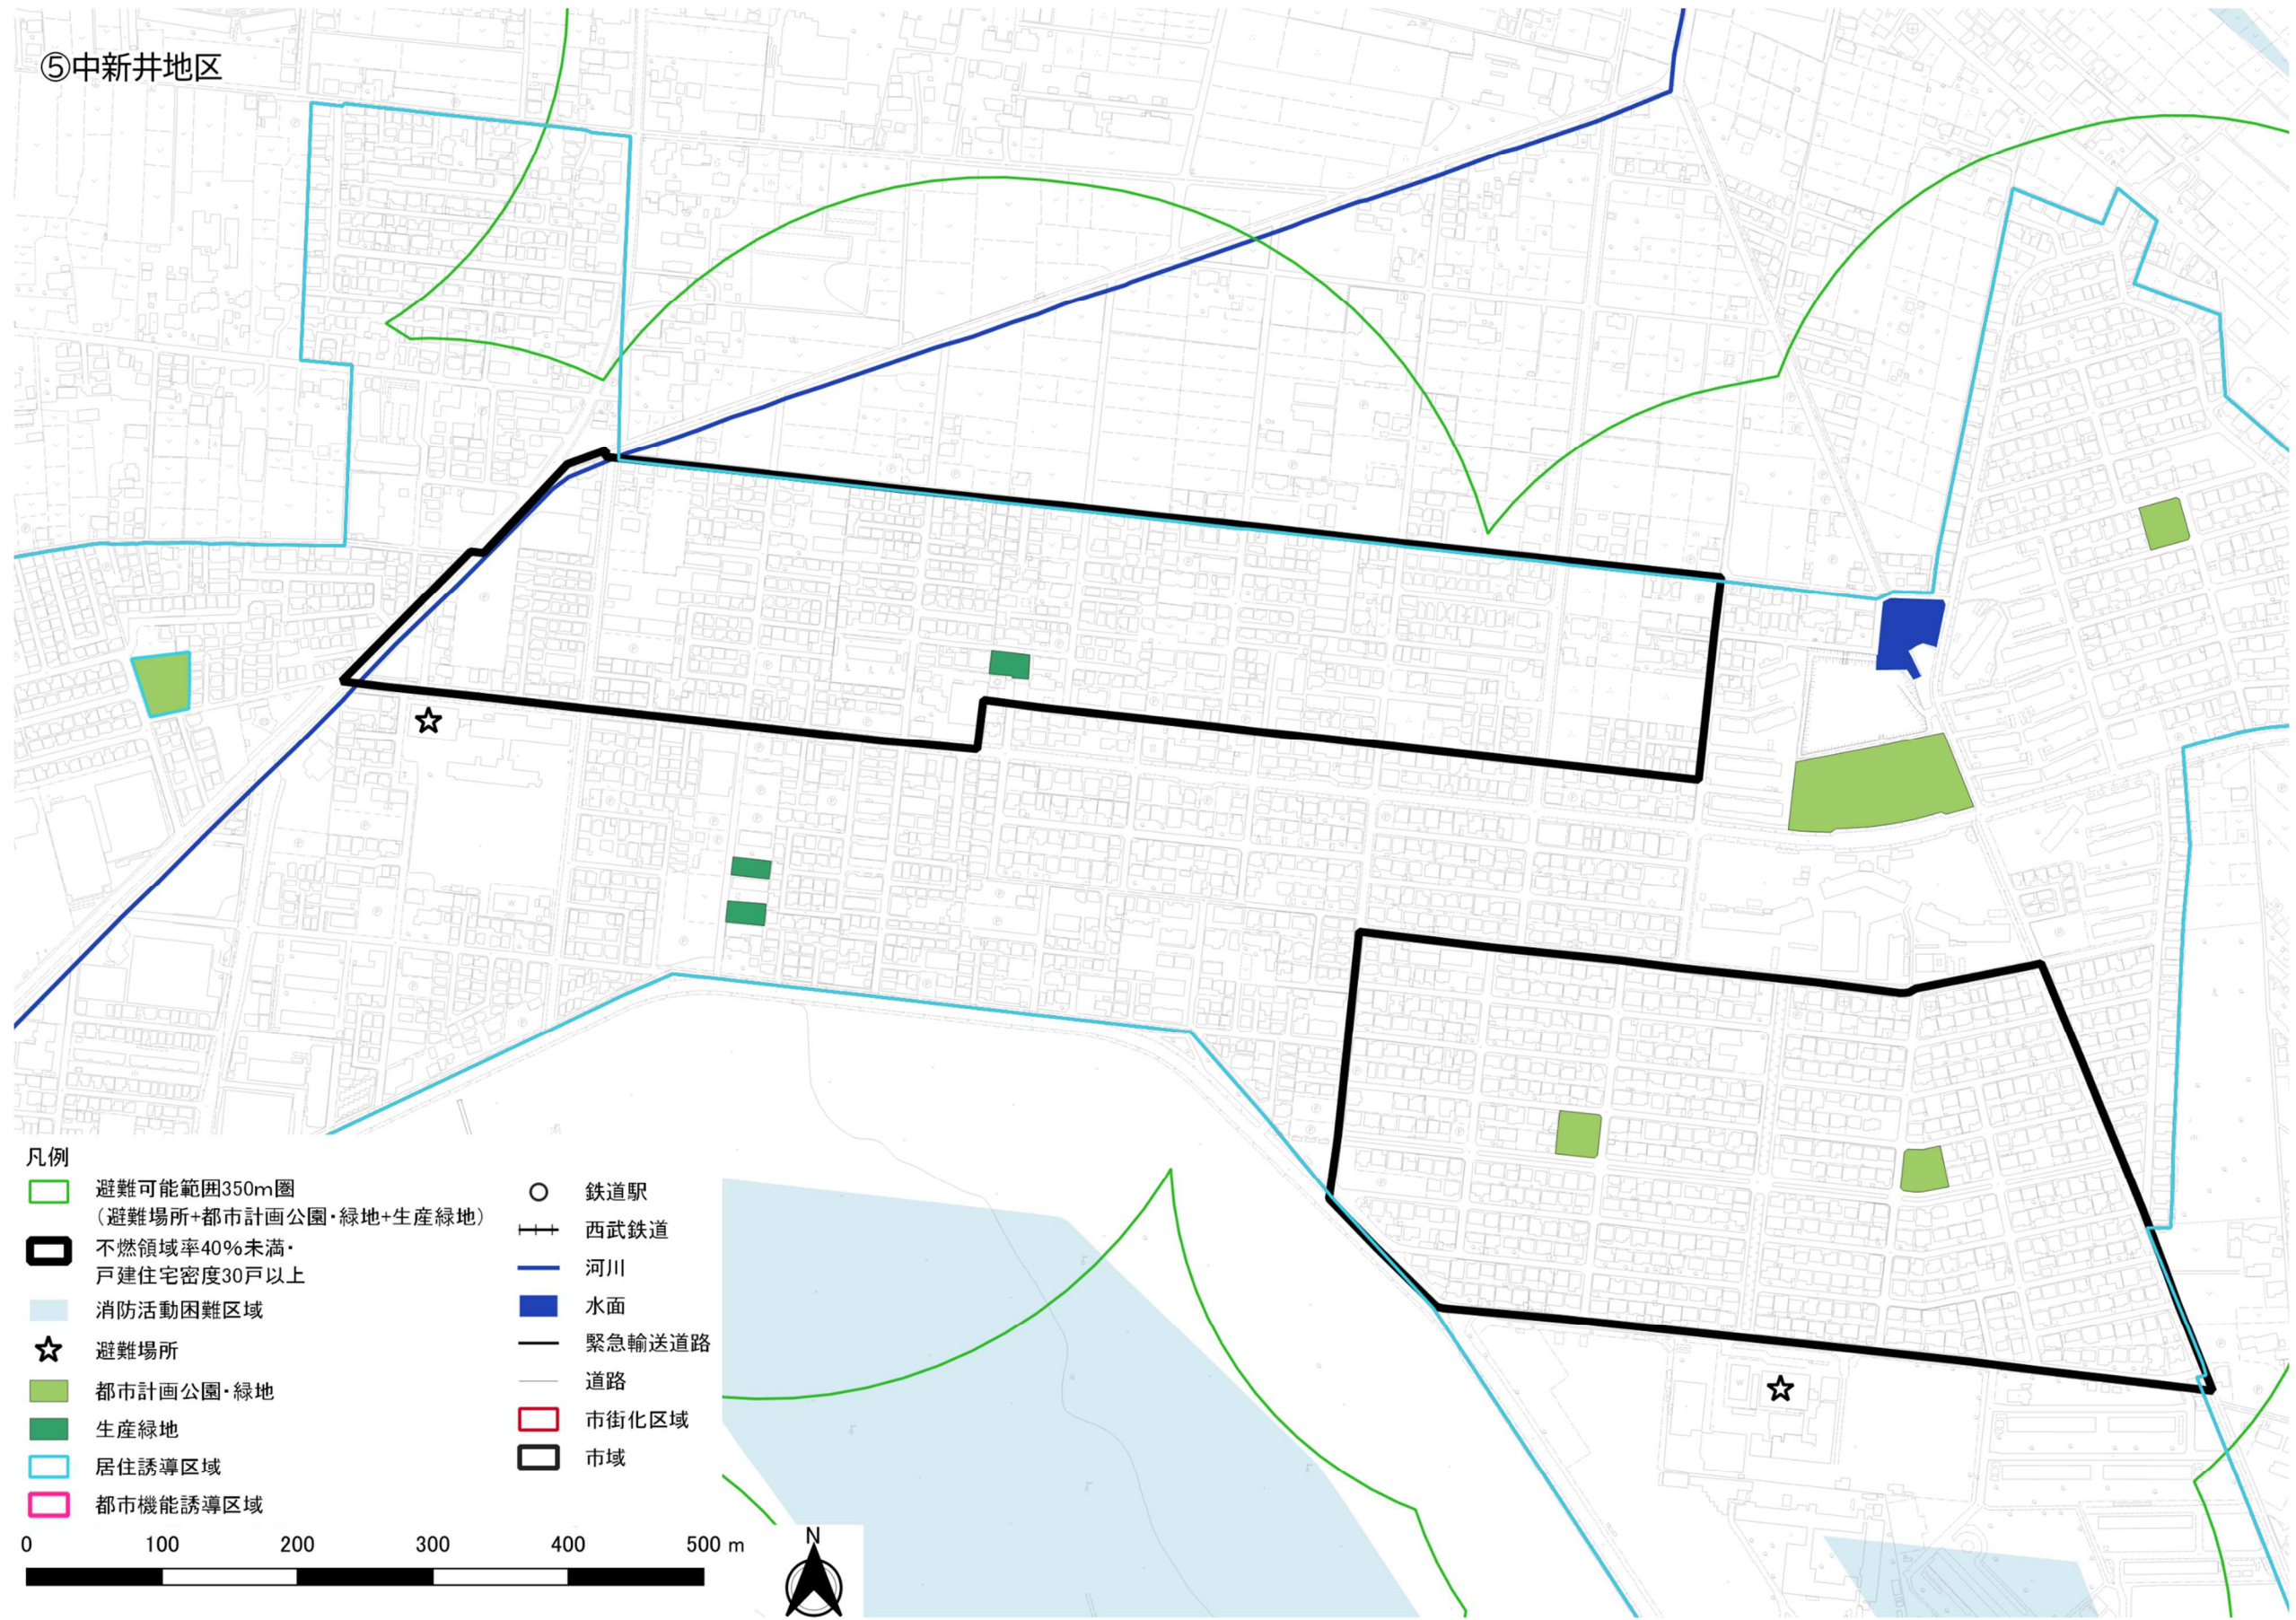 ⑤中新井地区
凡例
避難可能範囲350m圏
（避難場所+都市計画公園・緑地+生産緑地）
不燃領域率40%未満・
戸建住宅密度30戸以上
消防活動困難区域
避難場所
都市計画公園・緑地
生産緑地
居住誘導区域
都市機能誘導区域
鉄道駅
西武鉄道
河川
水面
緊急輸送道路
道路
市街化区域
市域
0 100 200 300 400 500 m
N